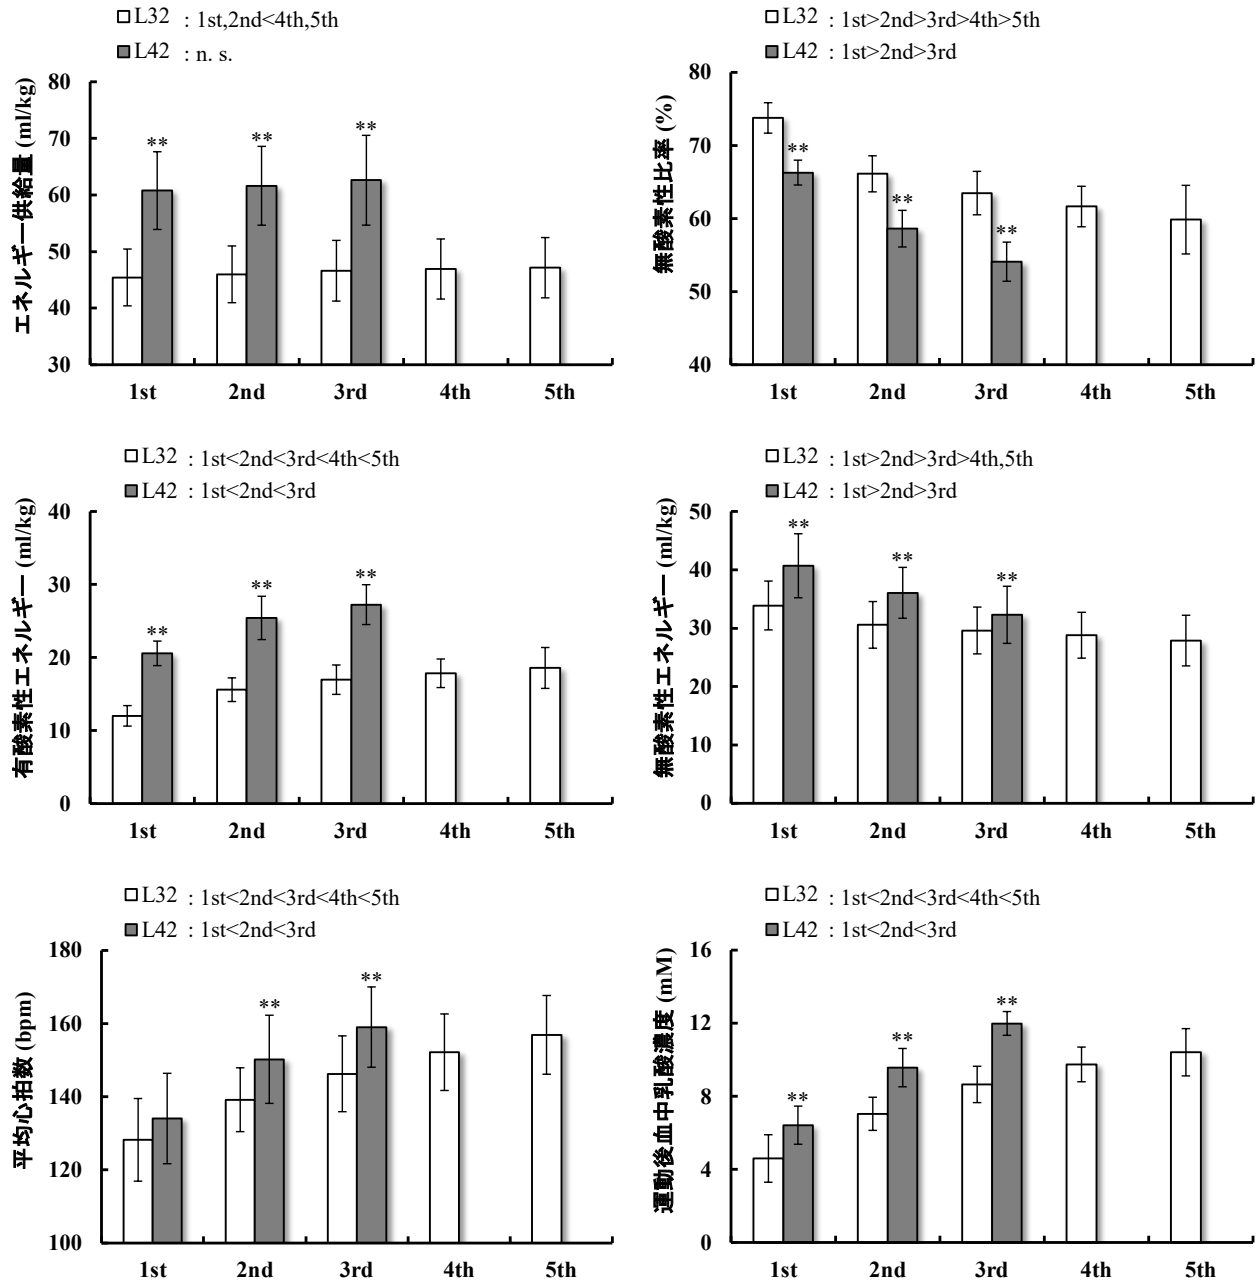 □L32 : 1st,2nd<4th,5th
■L42 : n. s.
エネルギー供給量 (ml/kg)
80
70
60
50
40
30
** ** **
1st 2nd 3rd 4th 5th
□L32 : 1st>2nd>3rd>4th>5th
■L42 : 1st>2nd>3rd
無酸素性比率 (%)
80
70
60
50
40
** ** **
1st 2nd 3rd 4th 5th
□L32 : 1st<2nd<3rd<4th<5th
■L42 : 1st<2nd<3rd
有酸素性エネルギー (ml/kg)
40
30
20
10
0
** ** **
1st 2nd 3rd 4th 5th
□L32 : 1st>2nd>3rd>4th,5th
■L42 : 1st>2nd>3rd
無酸素性エネルギー (ml/kg)
50
40
30
20
10
0
** ** **
1st 2nd 3rd 4th 5th
□L32 : 1st<2nd<3rd<4th<5th
■L42 : 1st<2nd<3rd
平均心拍数 (bpm)
180
160
140
120
100
** **
1st 2nd 3rd 4th 5th
□L32 : 1st<2nd<3rd<4th<5th
■L42 : 1st<2nd<3rd
運動後血中乳酸濃度 (mM)
16
12
8
4
0
** ** **
1st 2nd 3rd 4th 5th